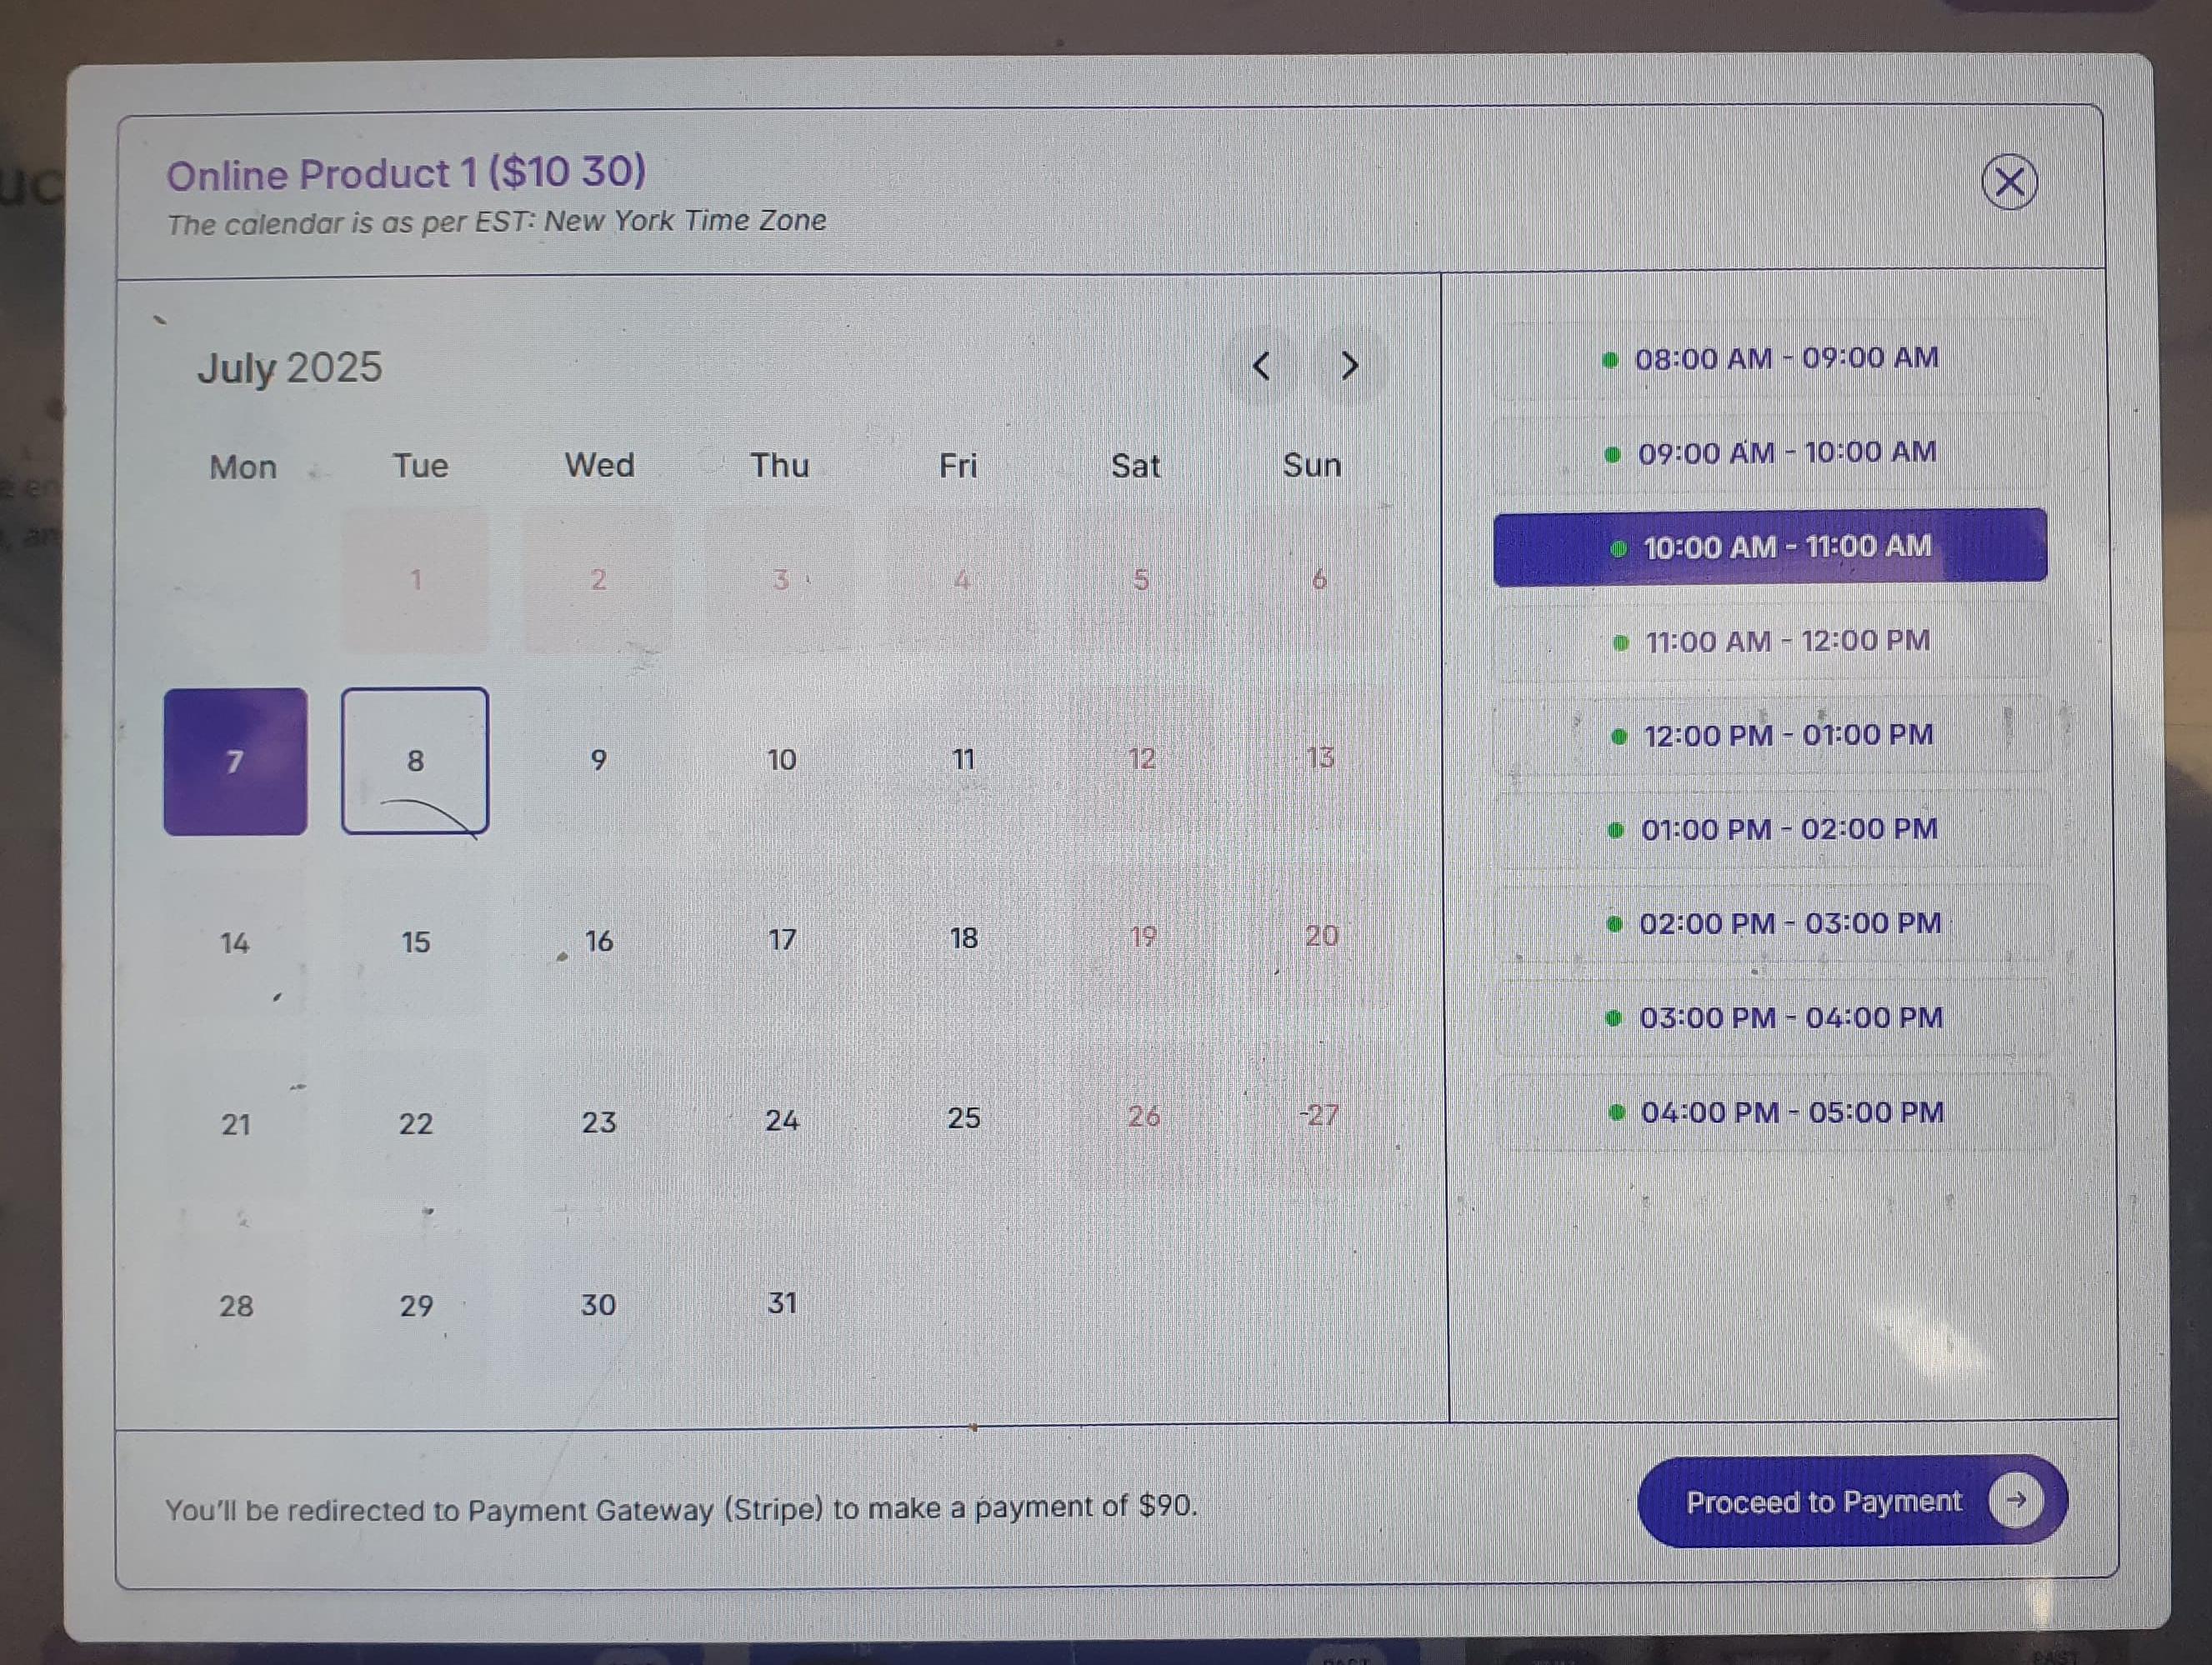 Online Product 1 ($10 30)
The calendar is as per EST: New York Time Zone
July 2025
Mon Tue Wed Thu Fri Sat Sun
1 2 3 4 5 6
7 8 9 10 11 12 13
14 15 16 17 18 19 20
21 22 23 24 25 26 27
28 29 30 31
08:00 AM - 09:00 AM
09:00 AM - 10:00 AM
10:00 AM - 11:00 AM
11:00 AM - 12:00 PM
12:00 PM - 01:00 PM
01:00 PM - 02:00 PM
02:00 PM - 03:00 PM
03:00 PM - 04:00 PM
04:00 PM - 05:00 PM
You'll be redirected to Payment Gateway (Stripe) to make a payment of $90.
Proceed to Payment